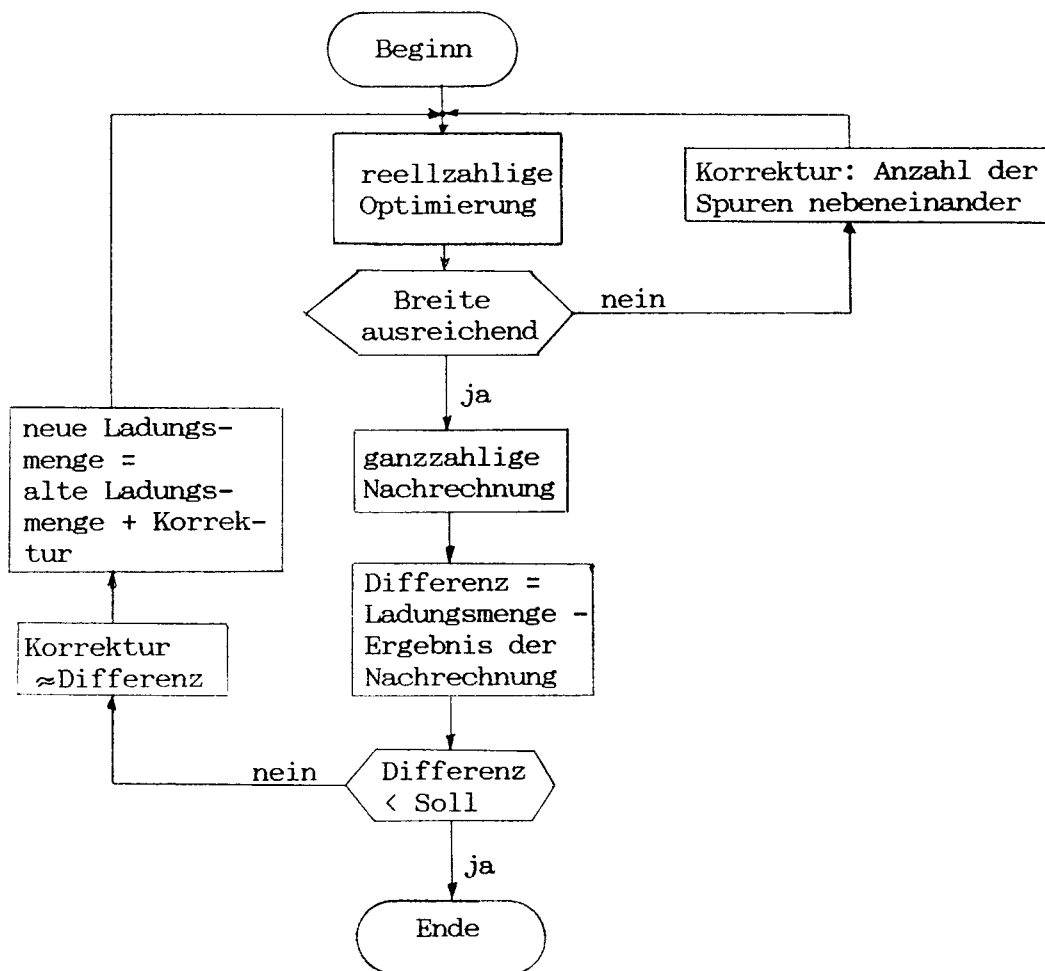 Beginn
reellzahlige
Optimierung
Korrektur: Anzahl der
Spuren nebeneinander
Breite
ausreichend
nein
ja
neue Ladungs-
menge =
alte Ladungs-
menge + Korrek-
tur
ganzzahlige
Nachrechnung
Differenz =
Ladungsmenge -
Ergebnis der
Nachrechnung
Korrektur
≈Differenz
nein
Differenz
< Soll
ja
Ende